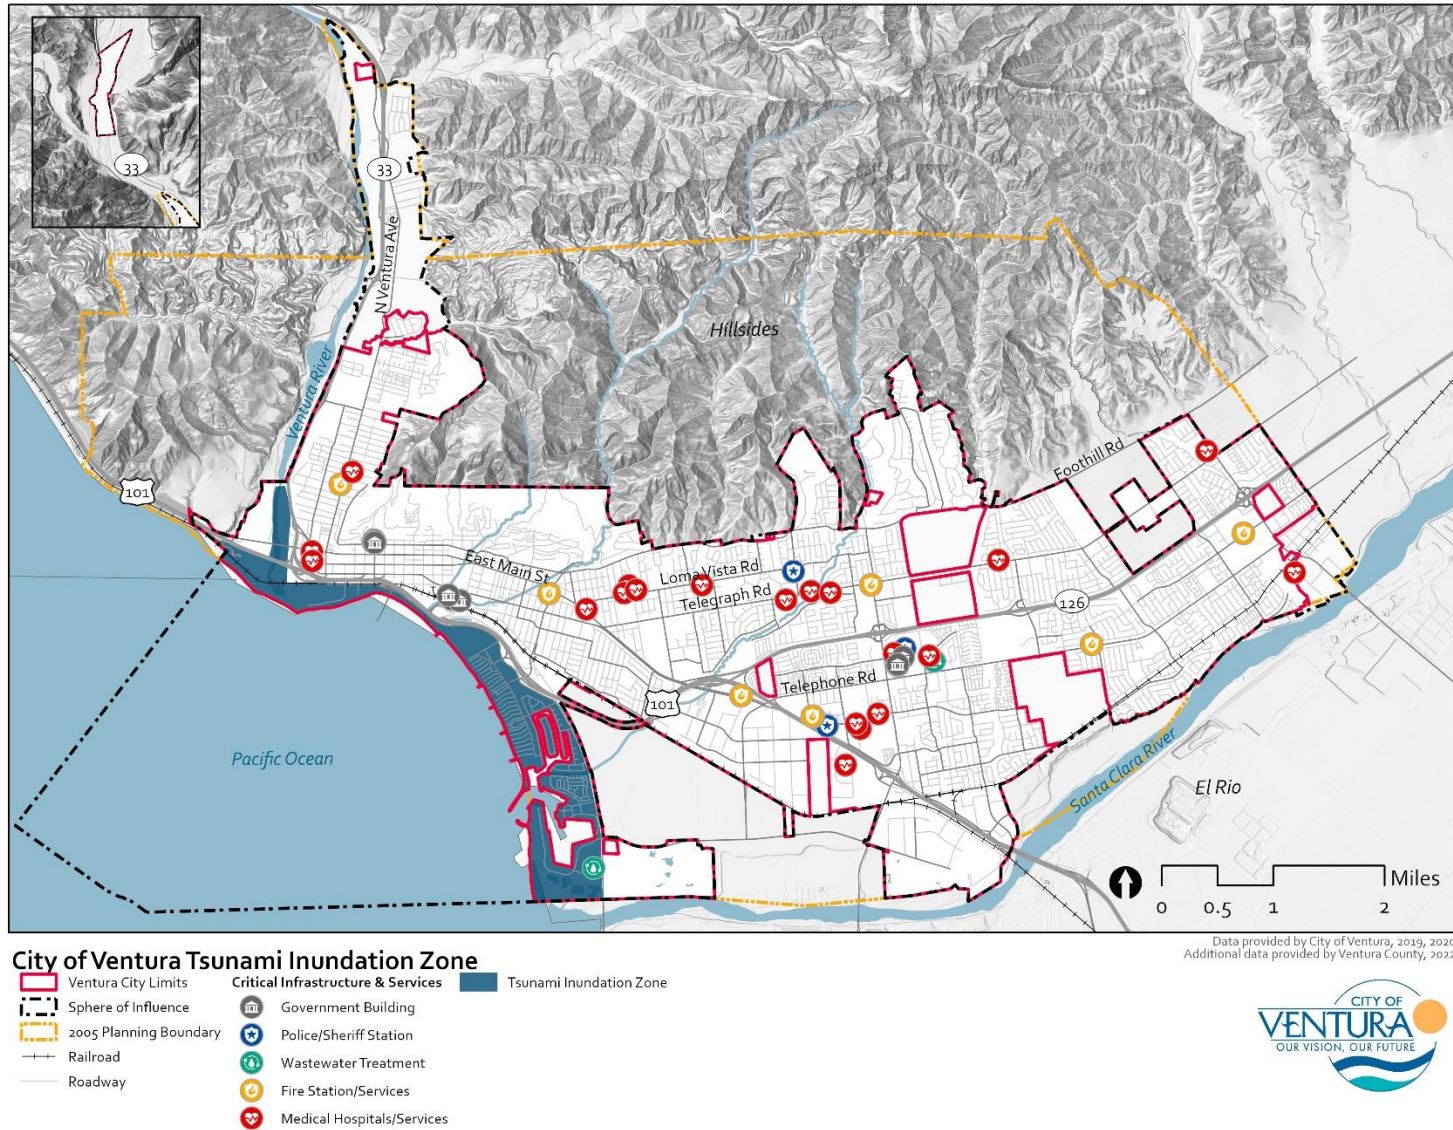 33
33
N Ventura Ave
Hillsides
Ventura River
Foothill Rd
101
East Main St
Loma Vista Rd
Telegraph Rd
126
Telephone Rd
101
Pacific Ocean
Santa Clara River
El Rio
Miles
0 0.5 1 2
Data provided by City of Ventura, 2019, 2020
Additional data provided by Ventura County, 2022
City of Ventura Tsunami Inundation Zone
Ventura City Limits
Sphere of Influence
2005 Planning Boundary
Railroad
Roadway
Critical Infrastructure & Services
Government Building
Police/Sheriff Station
Wastewater Treatment
Fire Station/Services
Medical Hospitals/Services
Tsunami Inundation Zone
CITY OF
VENTURA
OUR VISION, OUR FUTURE